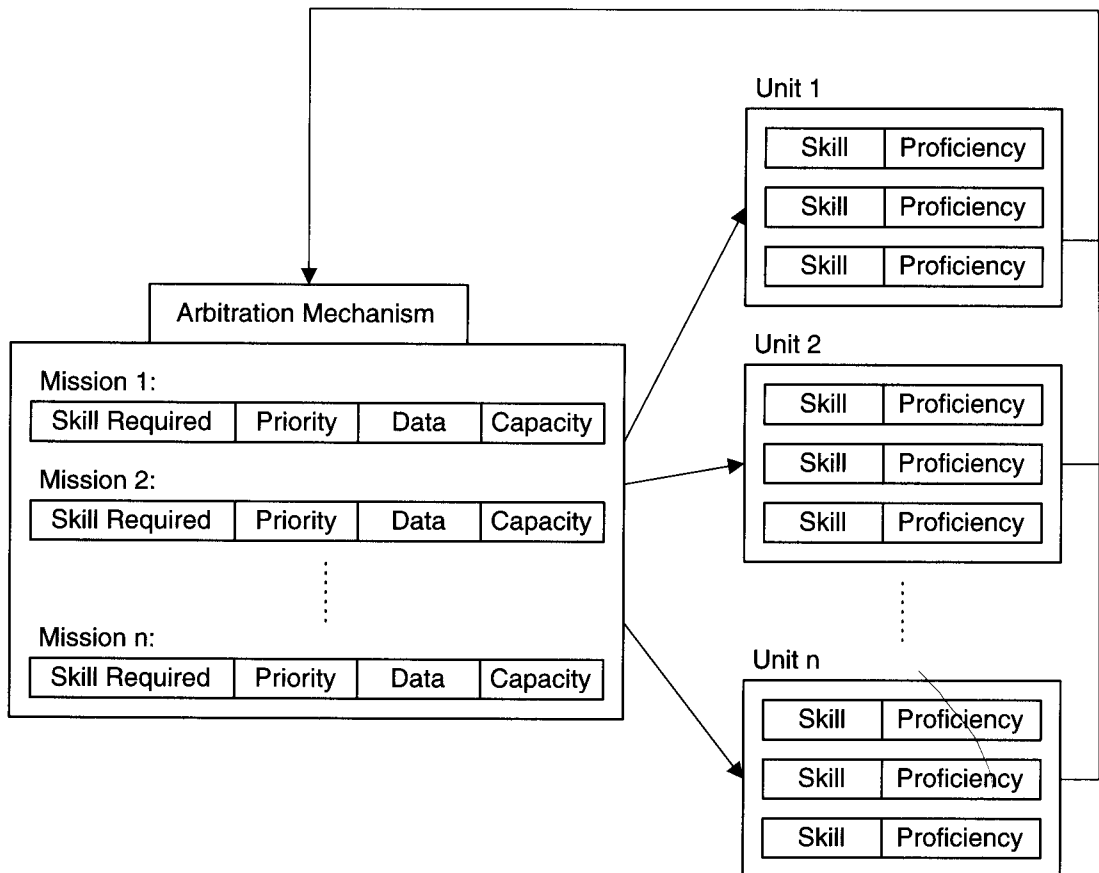 Unit 1
Skill Proficiency
Skill Proficiency
Skill Proficiency
Arbitration Mechanism
Mission 1:
Skill Required Priority Data Capacity
Mission 2:
Skill Required Priority Data Capacity
Mission n:
Skill Required Priority Data Capacity
Unit 2
Skill Proficiency
Skill Proficiency
Skill Proficiency
Unit n
Skill Proficiency
Skill Proficiency
Skill Proficiency